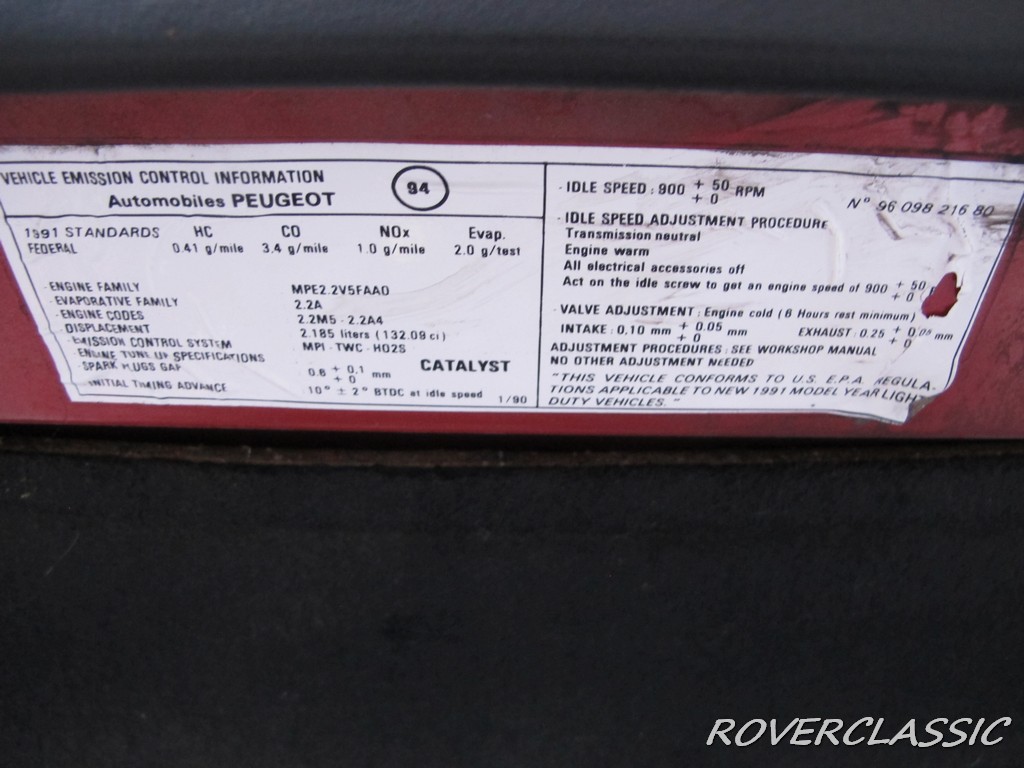 VEHICLE EMISSION CONTROL INFORMATION
Automobiles PEUGEOT
94
1991 STANDARDS HC CO NOx Evap.
FEDERAL 0.41 g/mile 3.4 g/mile 1.0 g/mile 2.0 g/test
- ENGINE FAMILY MPE2.2V5FAA0
- EVAPORATIVE FAMILY 2.2A
- ENGINE CODES 2.2M5 - 2.2A4
DISPLACEMENT 2.185 liters (132.09 ci)
- EMISSION CONTROL SYSTEM MPI - TWC - HO2S
- ENGINE TUNE UP SPECIFICATIONS
- SPARK PLUGS GAP 0.6 + 0.1 mm
+ 0
CATALYST
INITIAL TIMING ADVANCE 10° ± 2° BTDC at idle speed 1/90
- IDLE SPEED : 900 + 50 RPM
+ 0
N° 96 098 216 80
- IDLE SPEED ADJUSTMENT PROCEDURE
Transmission neutral
Engine warm
All electrical accessories off
Act on the idle screw to get an engine speed of 900 + 50
+ 0
- VALVE ADJUSTMENT : Engine cold (6 Hours rest minimum)
INTAKE : 0.10 mm + 0.05 mm EXHAUST : 0.25 + 0.05 mm
+ 0 + 0
ADJUSTMENT PROCEDURES : SEE WORKSHOP MANUAL
NO OTHER ADJUSTMENT NEEDED
"THIS VEHICLE CONFORMS TO U.S. E.P.A. REGULA-
TIONS APPLICABLE TO NEW 1991 MODEL YEAR LIGHT
DUTY VEHICLES."
ROVERCLASSIC